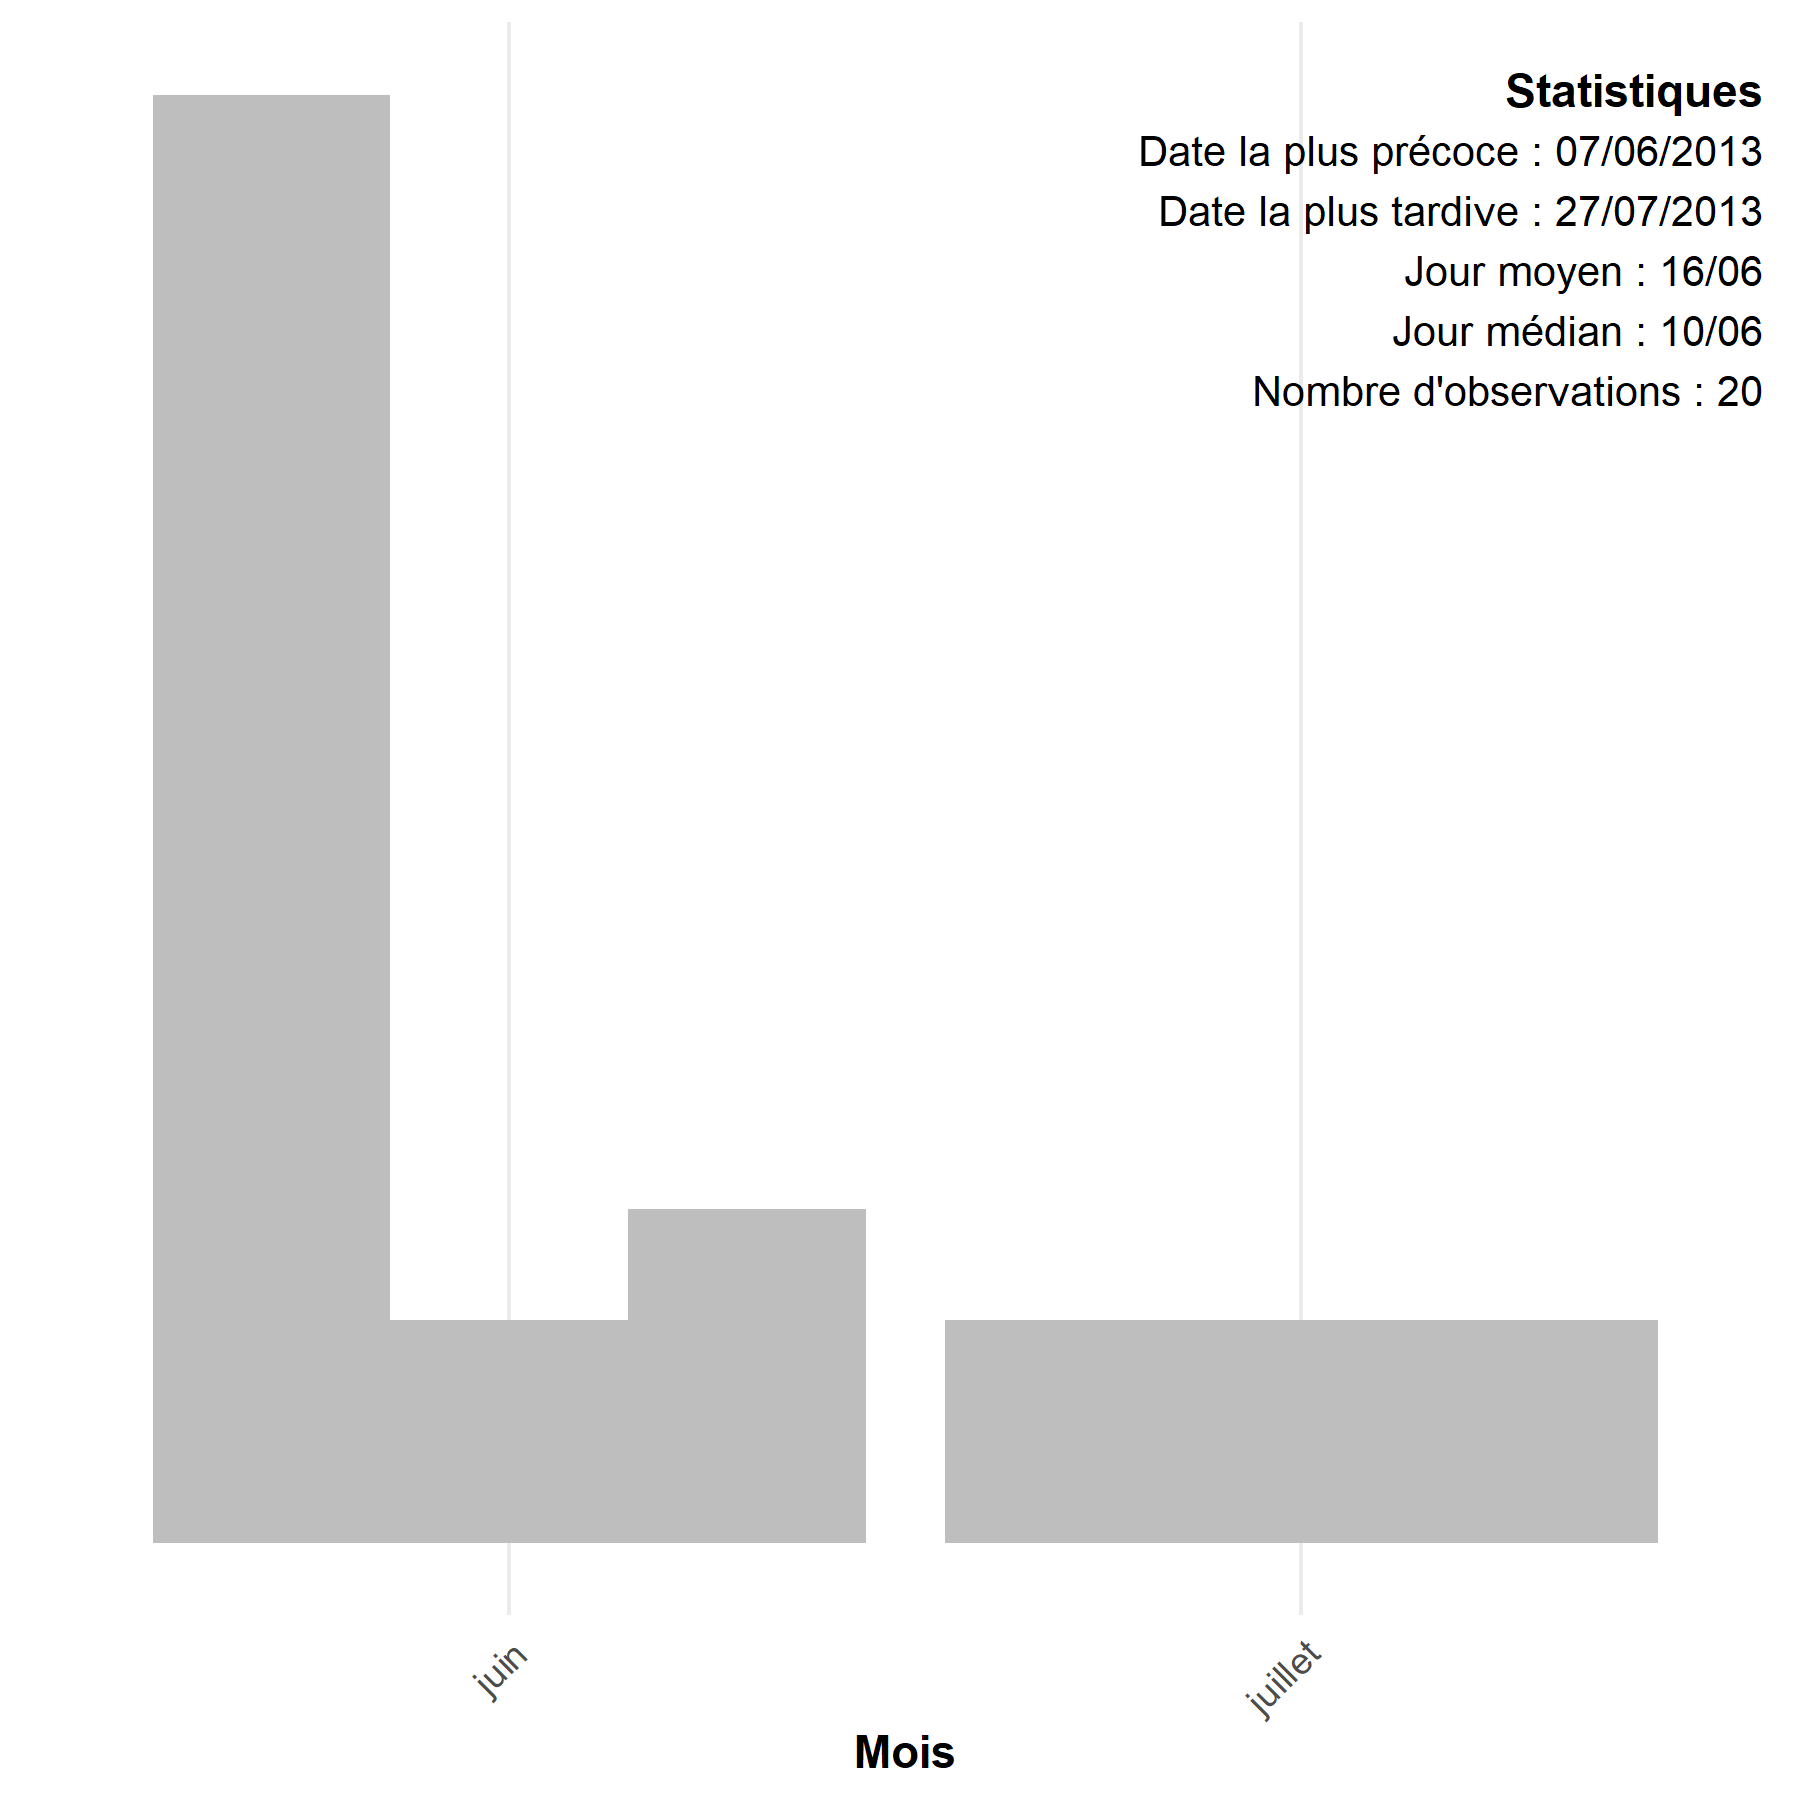 Statistiques
Date la plus précoce : 07/06/2013
Date la plus tardive : 27/07/2013
Jour moyen : 16/06
Jour médian : 10/06
Nombre d'observations : 20
juin
juillet
Mois